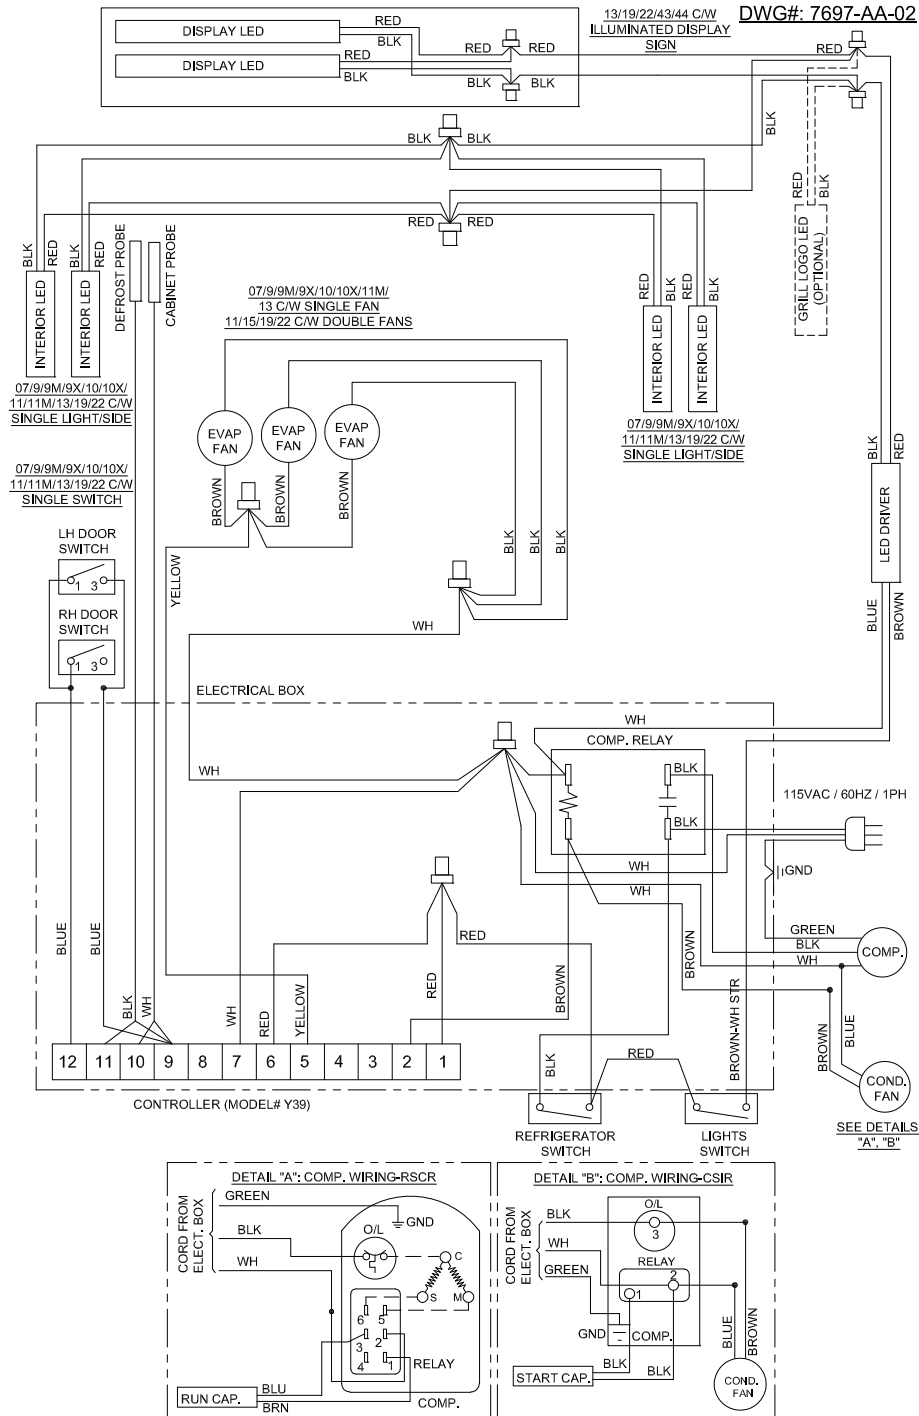 DWG#: 7697-AA-02
13/19/22/43/44 C/W
ILLUMINATED DISPLAY
SIGN
DISPLAY LED
RED
BLK
DISPLAY LED
RED
BLK
RED
RED
BLK
BLK
RED
BLK
BLK
BLK
RED
BLK
GRILL LOGO LED
(OPTIONAL)
RED
RED
BLK
RED
BLK
RED
DEFROST PROBE
CABINET PROBE
INTERIOR LED
INTERIOR LED
07/9/9M/9X/10/10X/
11/11M/13/19/22 C/W
SINGLE LIGHT/SIDE
07/9/9M/9X/10/10X/11M/
13 C/W SINGLE FAN
11/15/19/22 C/W DOUBLE FANS
RED
BLK
RED
BLK
INTERIOR LED
INTERIOR LED
07/9/9M/9X/10/10X/
11/11M/13/19/22 C/W
SINGLE LIGHT/SIDE
EVAP
FAN
EVAP
FAN
EVAP
FAN
BROWN
BROWN
BROWN
07/9/9M/9X/10/10X/
11/11M/13/19/22 C/W
SINGLE SWITCH
LH DOOR
SWITCH
1 3
RH DOOR
SWITCH
1 3
YELLOW
BLK
BLK
BLK
WH
BLK
RED
LED DRIVER
BLUE
BROWN
ELECTRICAL BOX
WH
WH
COMP. RELAY
BLK
BLK
115VAC / 60HZ / 1PH
WH
WH
GND
GREEN
BLK
WH
COMP.
BLUE
BLUE
BLK
WH
WH
RED
YELLOW
RED
RED
BROWN
BROWN
BROWN-WH STR
BROWN
BLUE
COND.
FAN
SEE DETAILS
"A", "B"
12 11 10 9 8 7 6 5 4 3 2 1
CONTROLLER (MODEL# Y39)
BLK
RED
REFRIGERATOR
SWITCH
LIGHTS
SWITCH
DETAIL "A": COMP. WIRING-RSCR
CORD FROM
ELECT. BOX
GREEN
BLK
WH
GND
O/L
C
S
M
6 5
3 2
4 1
RELAY
COMP.
RUN CAP.
BLU
BRN
DETAIL "B": COMP. WIRING-CSIR
CORD FROM
ELECT. BOX
BLK
WH
GREEN
O/L
3
RELAY
1
2
GND
COMP.
BLK
BLK
START CAP.
BLUE
BROWN
COND.
FAN